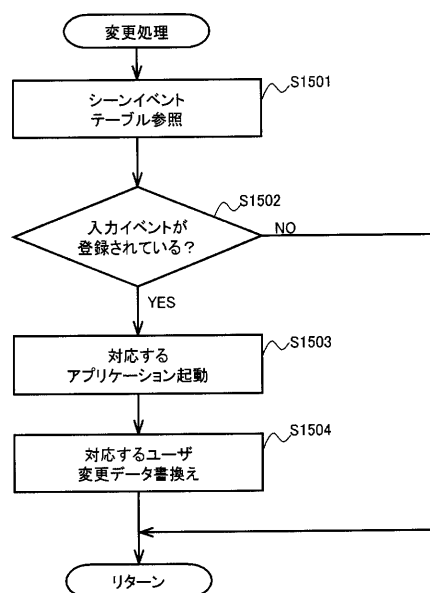 変更処理
S1501
シーンイベント
テーブル参照
S1502
入力イベントが
登録されている?
NO
YES
S1503
対応する
アプリケーション起動
S1504
対応するユーザ
変更データ書換え
リターン